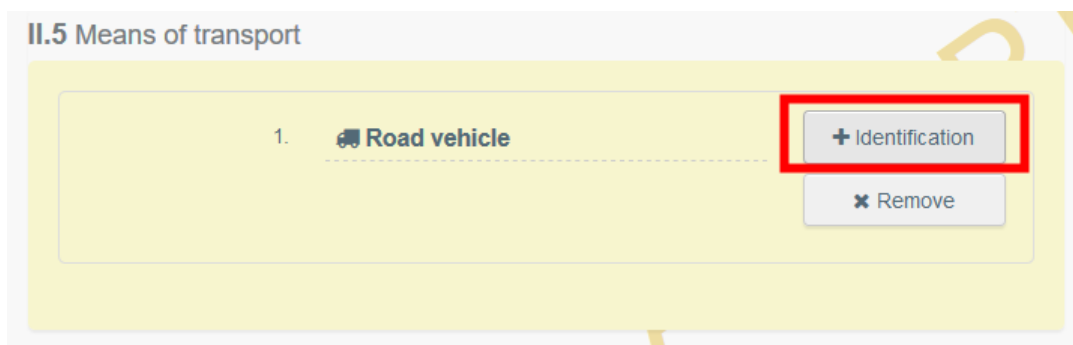 II.5 Means of transport
1. Road vehicle
+ Identification
✖ Remove